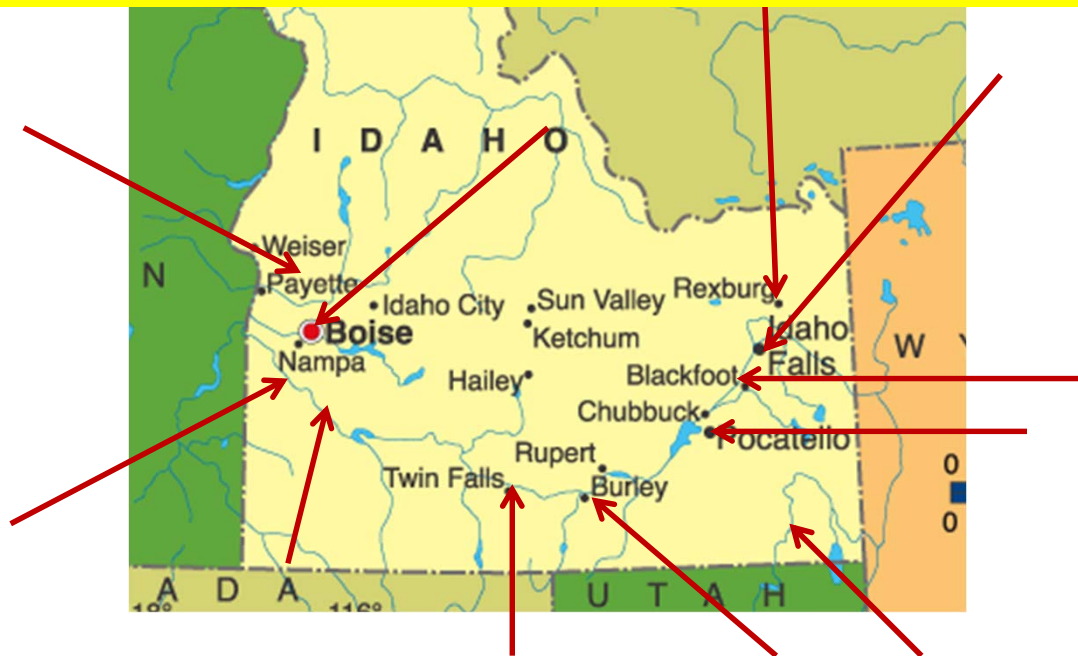 IDAHO
Weiser
N
Payette
Rexburg
Idaho City
Sun Valley
Boise
Idaho
Falls
Ketchum
W
Nampa
Hailey
Blackfoot
Chubbuck
Pocatello
Rupert
0
Twin Falls
Burley
0
ADA
UTAH
116°